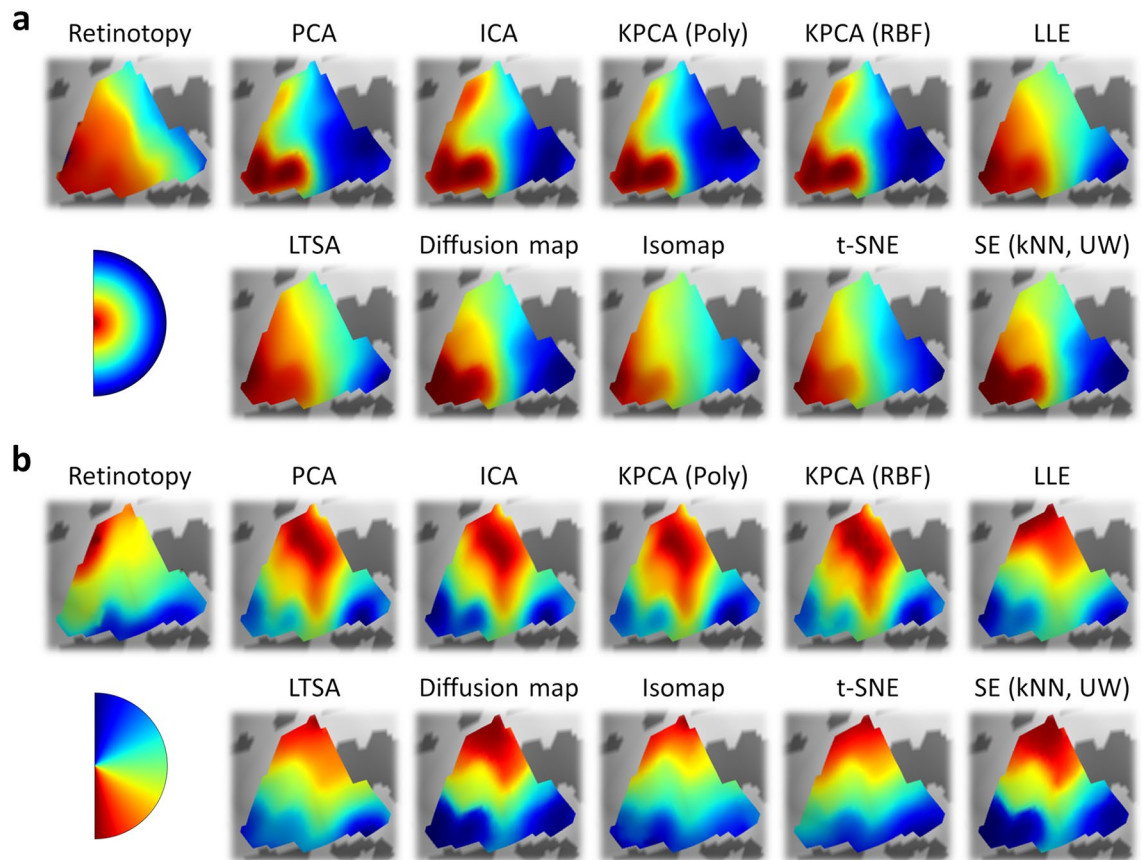 a
Retinotopy PCA ICA KPCA (Poly) KPCA (RBF) LLE
LTSA Diffusion map Isomap t-SNE SE (kNN, UW)
b
Retinotopy PCA ICA KPCA (Poly) KPCA (RBF) LLE
LTSA Diffusion map Isomap t-SNE SE (kNN, UW)